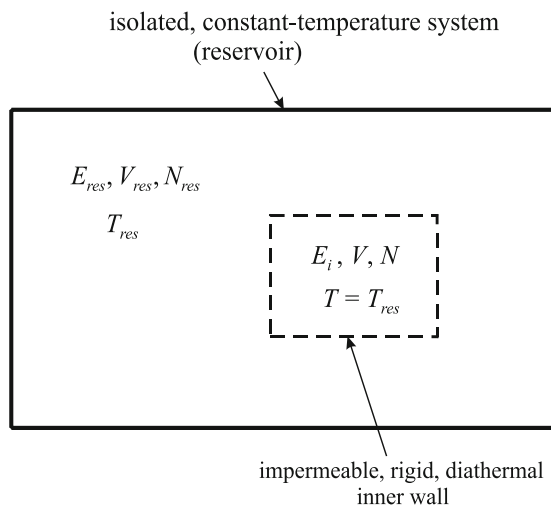 isolated, constant-temperature system
(reservoir)
E_res, V_res, N_res
T_res
E_i, V, N
T = T_res
impermeable, rigid, diathermal
inner wall